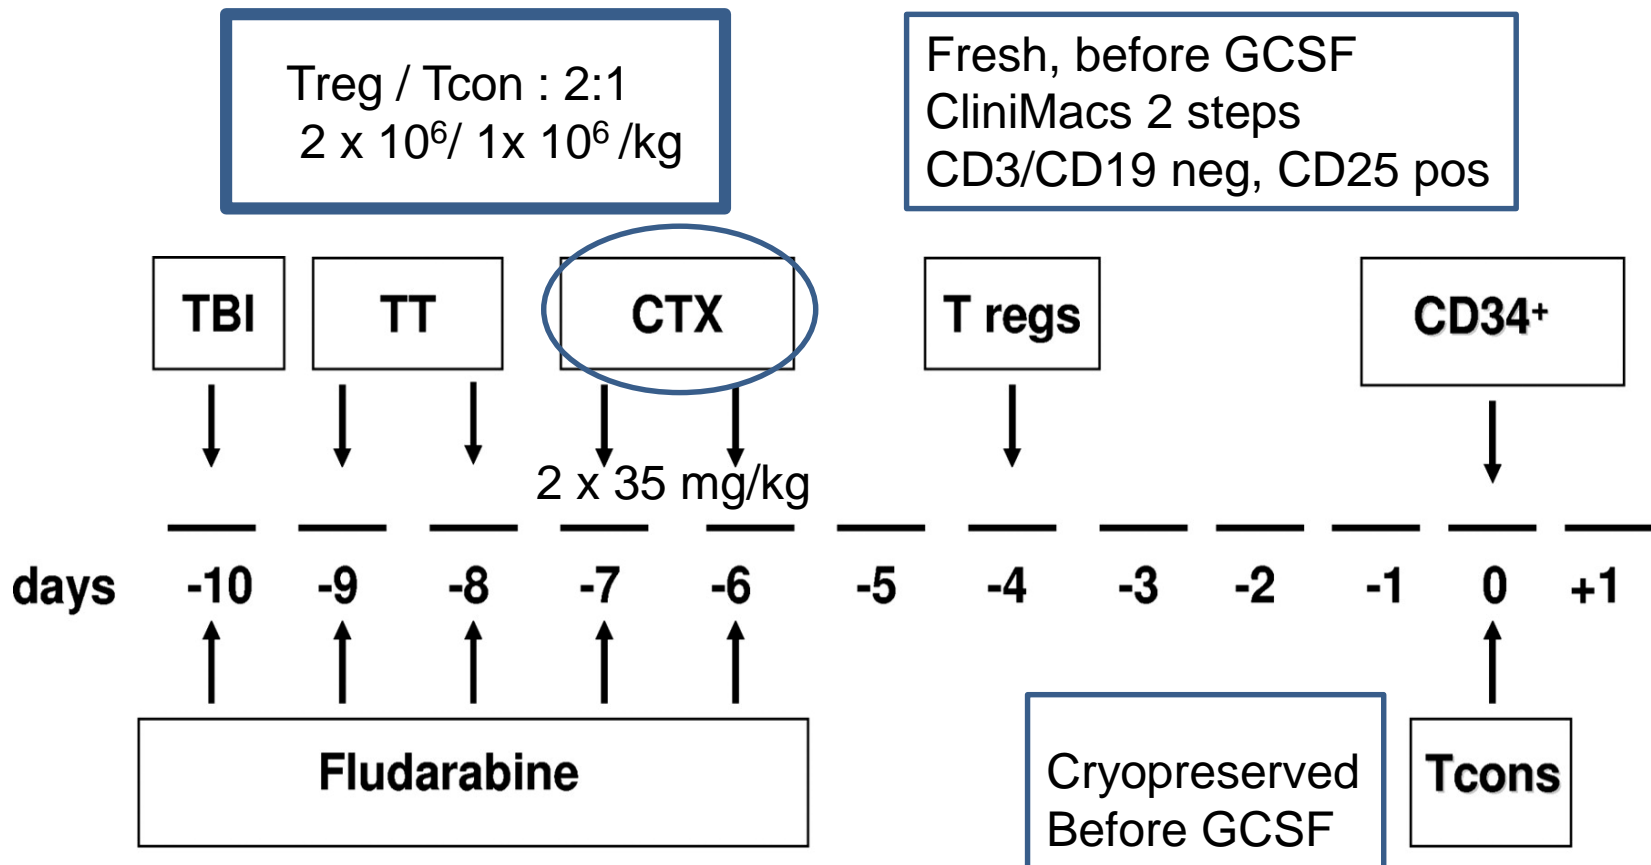 Treg / Tcon : 2:1
2 x 10⁶/ 1x 10⁶ /kg
Fresh, before GCSF
CliniMacs 2 steps
CD3/CD19 neg, CD25 pos
TBI
TT
CTX
T regs
CD34⁺
2 x 35 mg/kg
days -10 -9 -8 -7 -6 -5 -4 -3 -2 -1 0 +1
Fludarabine
Cryopreserved
Before GCSF
Tcons